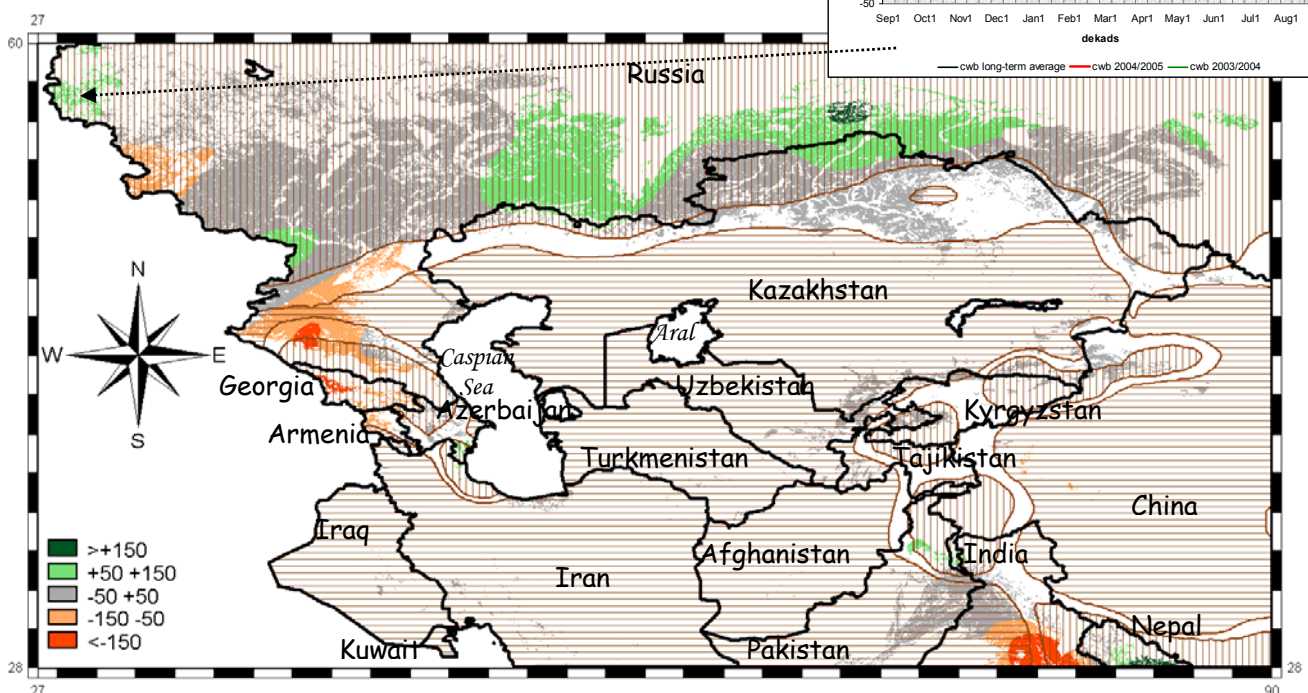 -50
Sep1 Oct1 Nov1 Dec1 Jan1 Feb1 Mar1 Apr1 May1 Jun1 Jul1 Aug1
dekads
cwb long-term average cwb 2004/2005 cwb 2003/2004
27
60
Russia
N
W E
S
Kazakhstan
Aral
Caspian
Sea
Georgia
Uzbekistan
Azerbaijan
Kyrgyzstan
Armenia
Turkmenistan
Tajikistan
China
Iraq
Afghanistan
India
Iran
>+150
+50 +150
-50 +50
-150 -50
<-150
Nepal
Kuwait
Pakistan
28
28
27
90